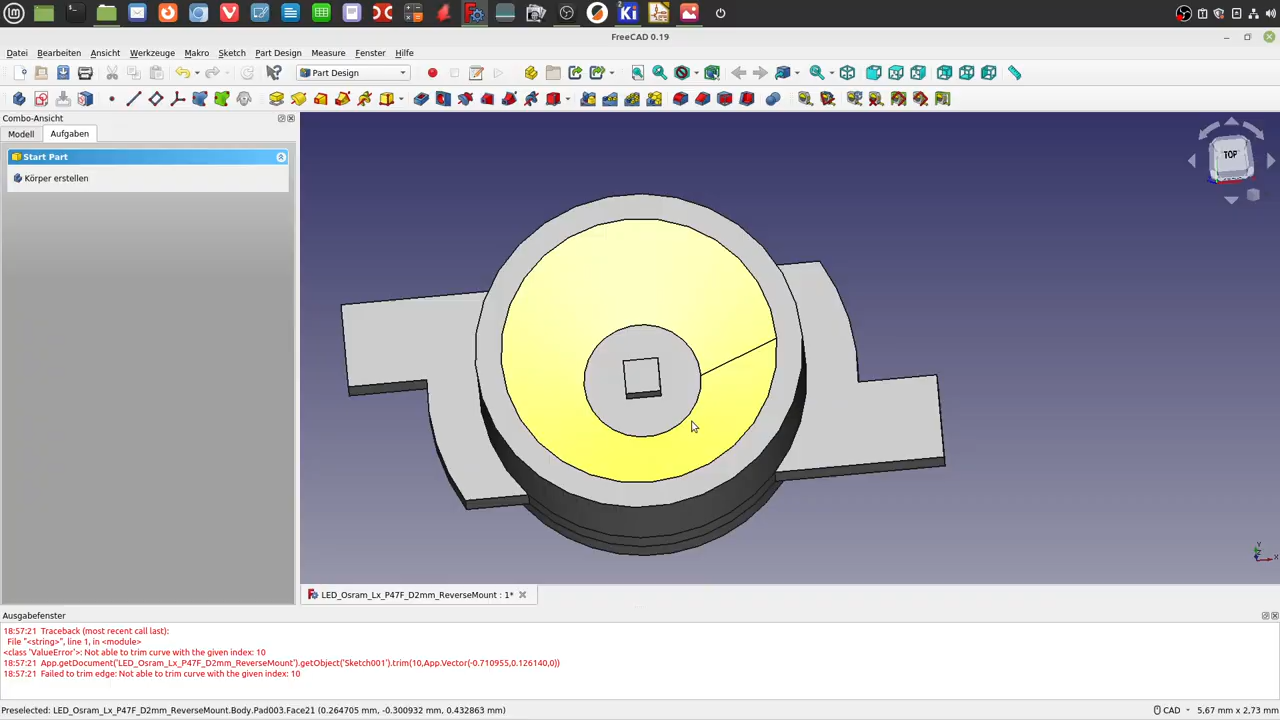 FreeCAD 0.19
Datei Bearbeiten Ansicht Werkzeuge Makro Sketch Part Design Measure Fenster Hilfe
Part Design
Combo-Ansicht
Modell Aufgaben
Start Part
Körper erstellen
TOP
Y
X
LED_Osram_Lx_P47F_D2mm_ReverseMount : 1*
Ausgabefenster
18:57:21 Traceback (most recent call last):
File "<string>", line 1, in <module>
<class 'ValueError'>: Not able to trim curve with the given index: 10
18:57:21 App.getDocument('LED_Osram_Lx_P47F_D2mm_ReverseMount').getObject('Sketch001').trim(10,App.Vector(-0.710955,0.126140,0))
18:57:21 Failed to trim edge: Not able to trim curve with the given index: 10
Preselected: LED_Osram_Lx_P47F_D2mm_ReverseMount.Body.Pad003.Face21 (0.264705 mm, -0.300932 mm, 0.432863 mm)
CAD
5,67 mm x 2,73 mm